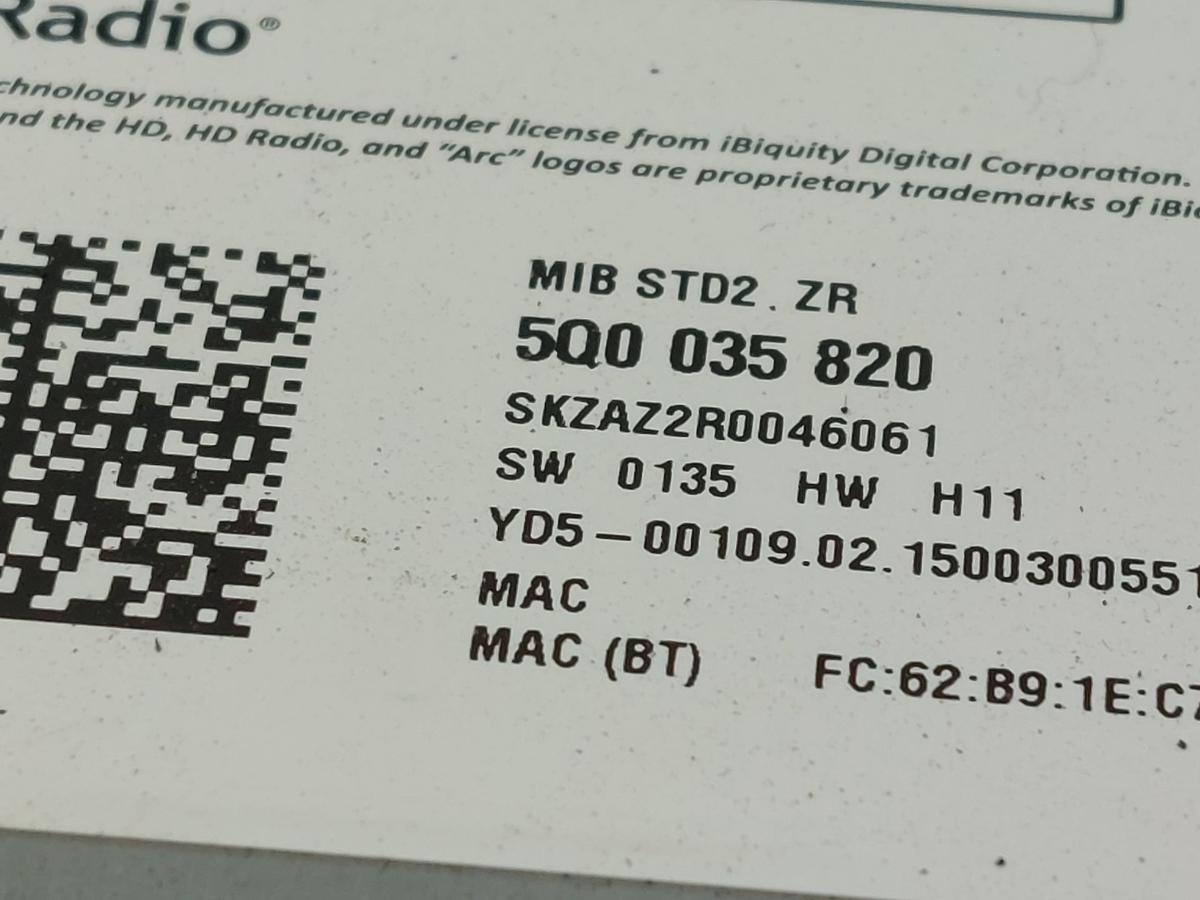 Radio®
chnology manufactured under license from iBiquity Digital Corporation.
nd the HD, HD Radio, and “Arc” logos are proprietary trademarks of iBi
MIB STD2. ZR
5Q0 035 820
SKZAZ2R0046061
SW 0135 HW H11
YD5-00109.02.1500300551
MAC
MAC (BT) FC:62:B9:1E:C7